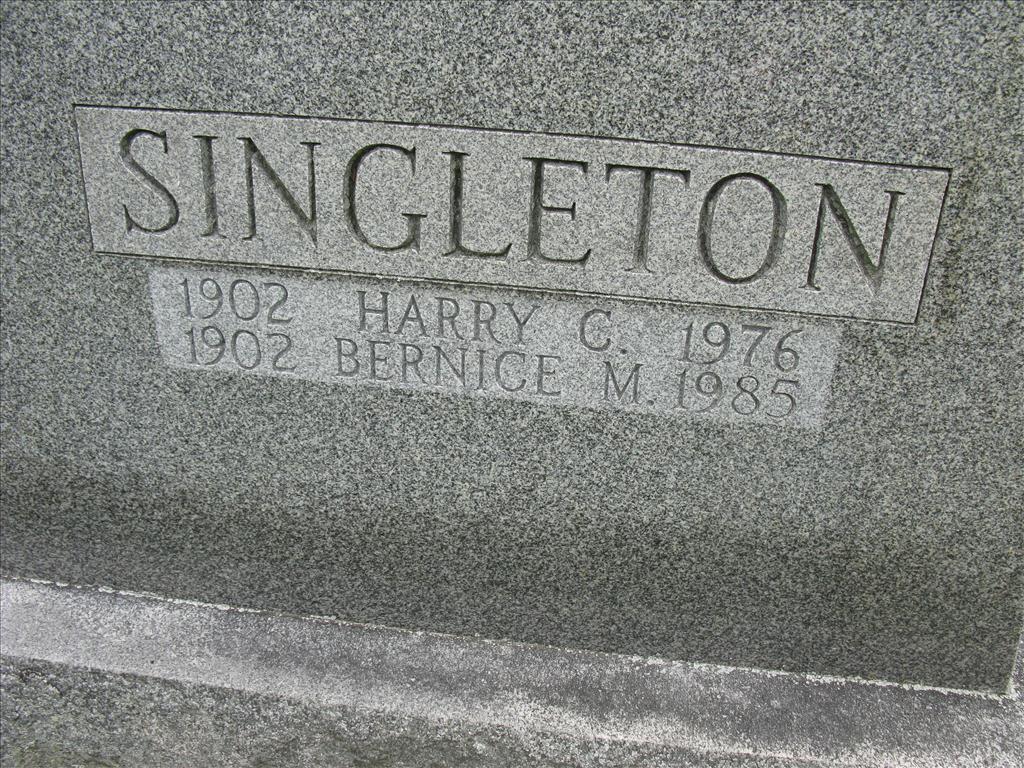 SINGLETON
1902 HARRY C. 1976
1902 BERNICE M. 1985